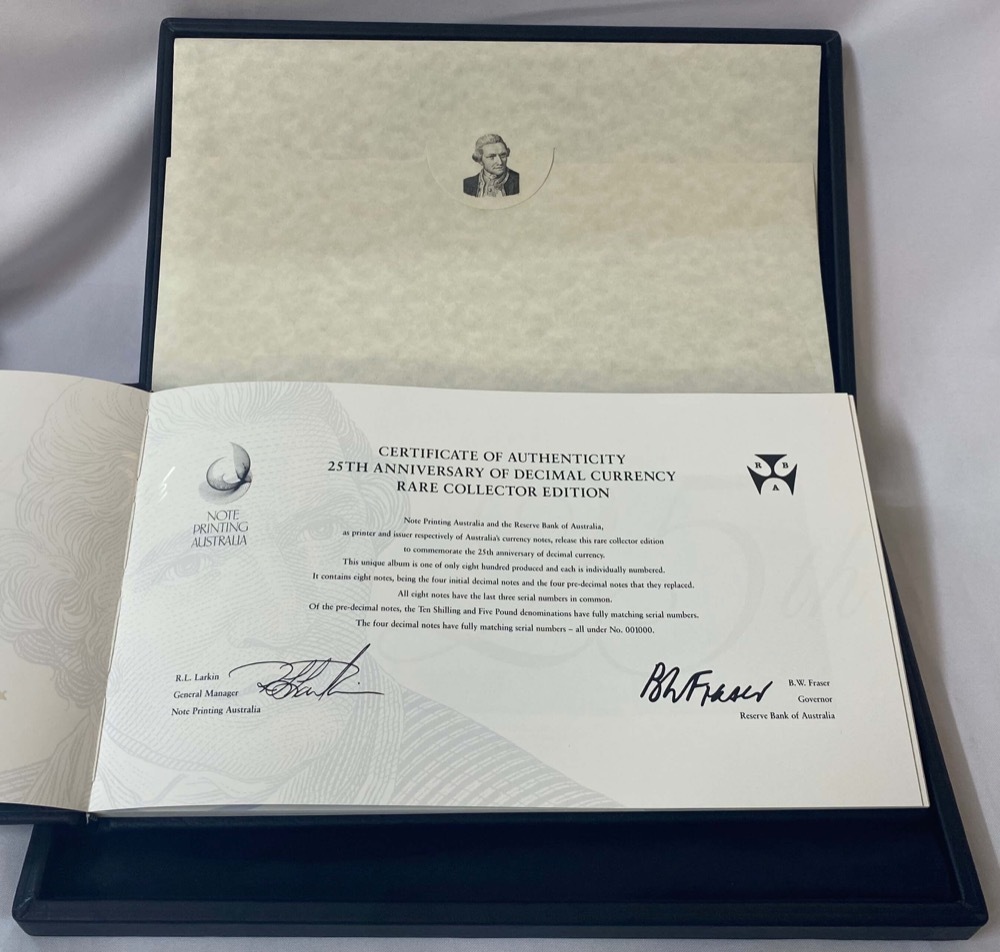 CERTIFICATE OF AUTHENTICITY
25TH ANNIVERSARY OF DECIMAL CURRENCY
RARE COLLECTOR EDITION
NOTE
PRINTING
AUSTRALIA
R B
A
Note Printing Australia and the Reserve Bank of Australia,
as printer and issuer respectively of Australia's currency notes, release this rare collector edition
to commemorate the 25th anniversary of decimal currency.
This unique album is one of only eight hundred produced and each is individually numbered.
It contains eight notes, being the four initial decimal notes and the four pre-decimal notes that they replaced.
All eight notes have the last three serial numbers in common.
Of the pre-decimal notes, the Ten Shilling and Five Pound denominations have fully matching serial numbers.
The four decimal notes have fully matching serial numbers – all under No. 001000.
R.L. Larkin
General Manager
Note Printing Australia
BWFraser
B.W. Fraser
Governor
Reserve Bank of Australia